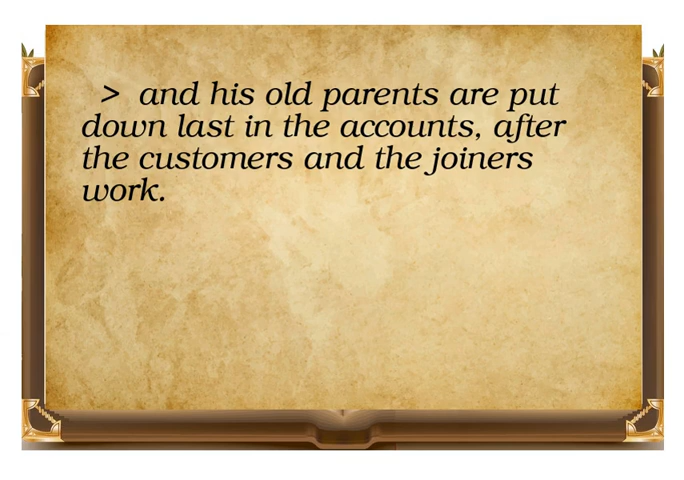 > and his old parents are put
down last in the accounts, after
the customers and the joiners
work.